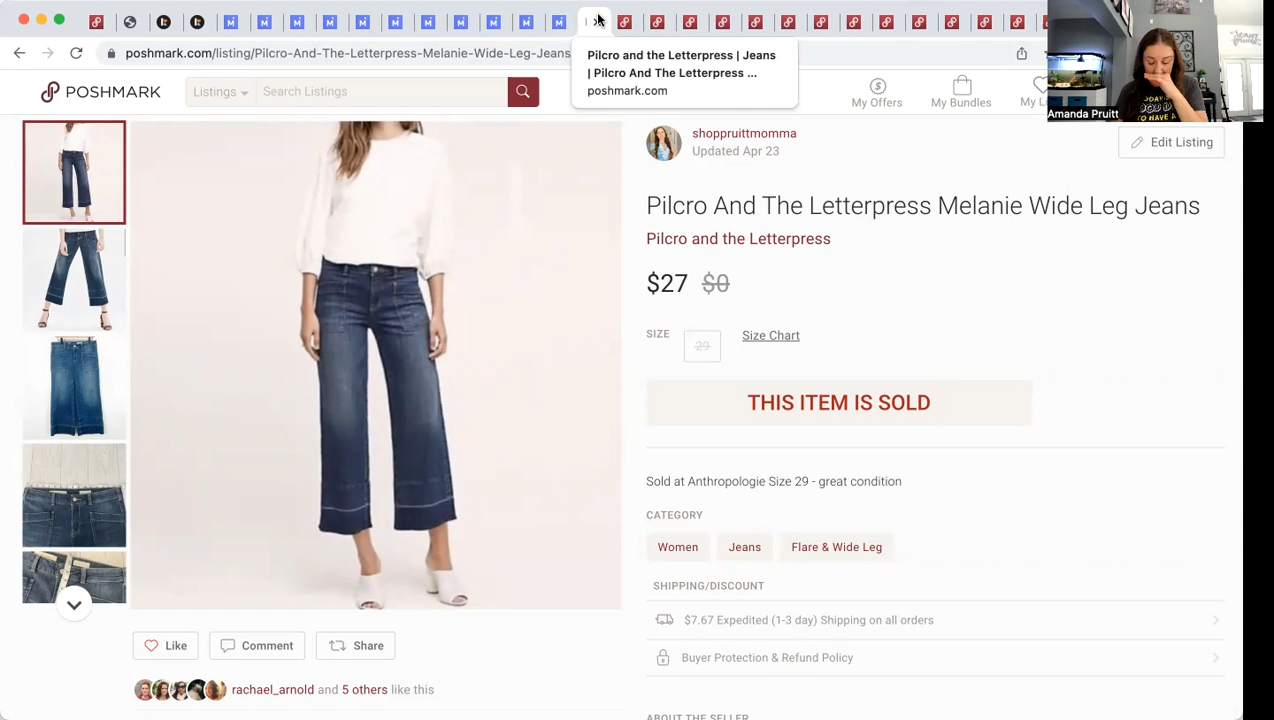 poshmark.com/listing/Pilcro-And-The-Letterpress-Melanie-Wide-Leg-Jeans
Pilcro and the Letterpress | Jeans
| Pilcro And The Letterpress ...
poshmark.com
POSHMARK
Listings
Search Listings
My Offers
My Bundles
My Li
Amanda Pruitt
shoppruittmomma
Updated Apr 23
Edit Listing
Pilcro And The Letterpress Melanie Wide Leg Jeans
Pilcro and the Letterpress
$27 $0
SIZE
29
Size Chart
THIS ITEM IS SOLD
Sold at Anthropologie Size 29 - great condition
CATEGORY
Women
Jeans
Flare & Wide Leg
SHIPPING/DISCOUNT
$7.67 Expedited (1-3 day) Shipping on all orders
Buyer Protection & Refund Policy
ABOUT THE SELLER
Like
Comment
Share
rachael_arnold and 5 others like this